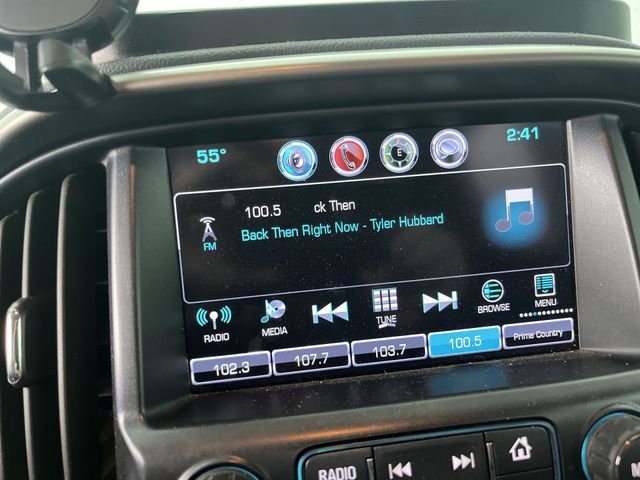 55°
E
2:41
100.5 ck Then
FM
Back Then Right Now - Tyler Hubbard
RADIO
MEDIA
TUNE
BROWSE
MENU
102.3
107.7
103.7
100.5
Prime Country
RADIO
M